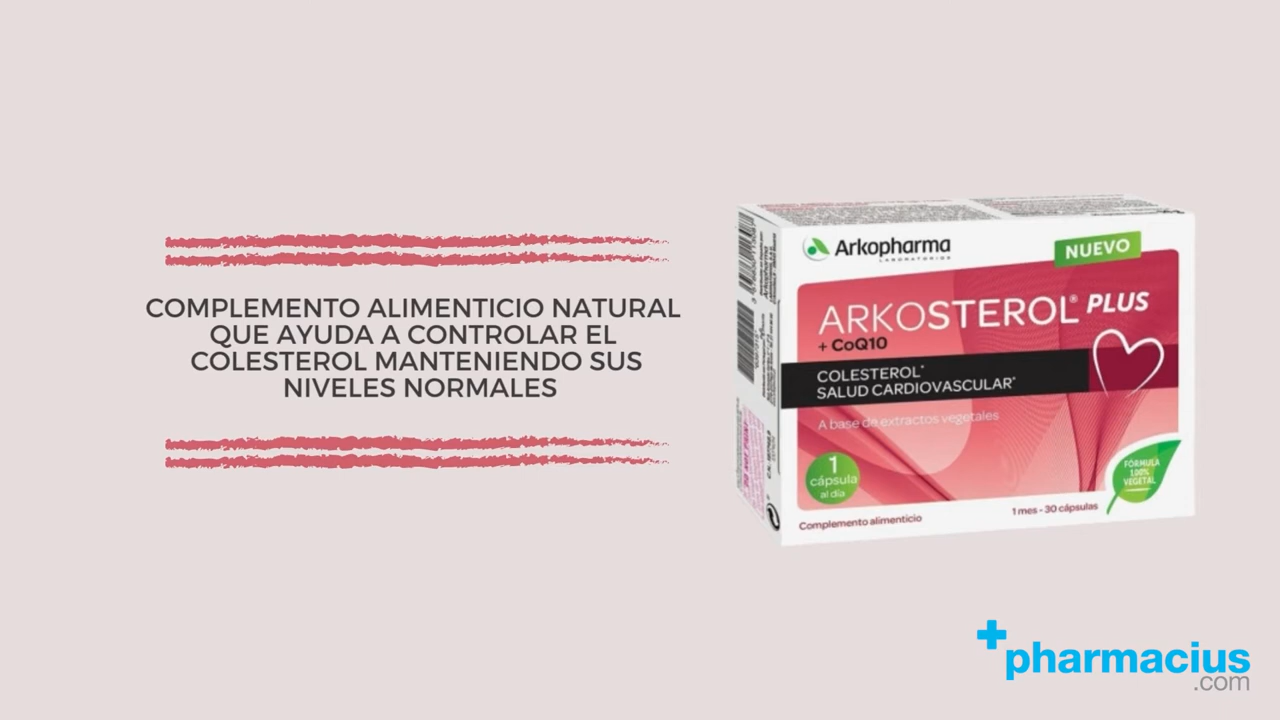 COMPLEMENTO ALIMENTICIO NATURAL
QUE AYUDA A CONTROLAR EL
COLESTEROL MANTENIENDO SUS
NIVELES NORMALES
Arkopharma
LABORATORIOS
NUEVO
ARKOSTEROL® PLUS
+ CoQ10
COLESTEROL*
SALUD CARDIOVASCULAR*
A base de extractos vegetales
1
cápsula
al día
FÓRMULA
100%
VEGETAL
Complemento alimenticio
1 mes - 30 cápsulas
pharmacius
.com